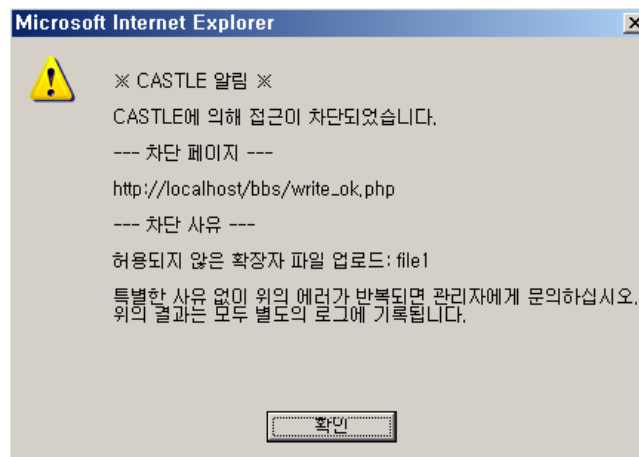 Microsoft Internet Explorer
※ CASTLE 알림 ※
CASTLE에 의해 접근이 차단되었습니다.
--- 차단 페이지 ---
http://localhost/bbs/write_ok.php
--- 차단 사유 ---
허용되지 않은 확장자 파일 업로드: file1
특별한 사유 없이 위의 에러가 반복되면 관리자에게 문의하십시오.
위의 결과는 모두 별도의 로그에 기록됩니다.
확인